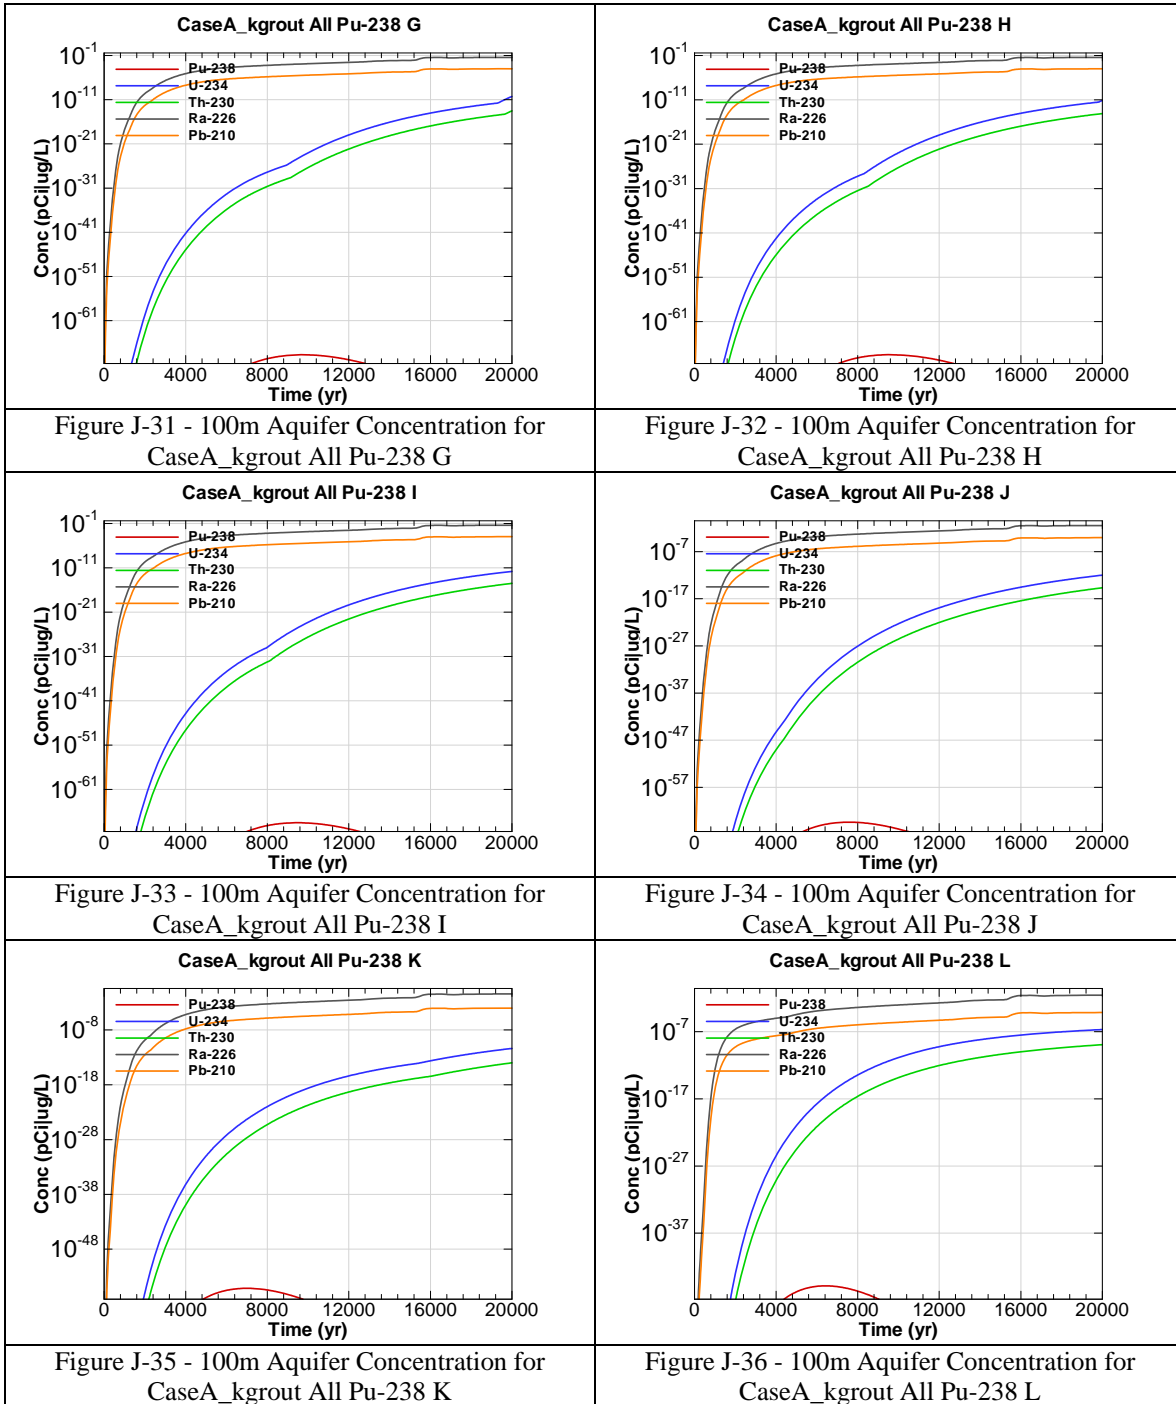 CaseA_kgrout All Pu-238 G
Conc (pCi|ug/L)
10^-1
10^-11
10^-21
10^-31
10^-41
10^-51
10^-61
Pu-238
U-234
Th-230
Ra-226
Pb-210
0 4000 8000 12000 16000 20000
Time (yr)
Figure J-31 - 100m Aquifer Concentration for
CaseA_kgrout All Pu-238 G
CaseA_kgrout All Pu-238 H
Conc (pCi|ug/L)
10^-1
10^-11
10^-21
10^-31
10^-41
10^-51
10^-61
Pu-238
U-234
Th-230
Ra-226
Pb-210
0 4000 8000 12000 16000 20000
Time (yr)
Figure J-32 - 100m Aquifer Concentration for
CaseA_kgrout All Pu-238 H
CaseA_kgrout All Pu-238 I
Conc (pCi|ug/L)
10^-1
10^-11
10^-21
10^-31
10^-41
10^-51
10^-61
Pu-238
U-234
Th-230
Ra-226
Pb-210
0 4000 8000 12000 16000 20000
Time (yr)
Figure J-33 - 100m Aquifer Concentration for
CaseA_kgrout All Pu-238 I
CaseA_kgrout All Pu-238 J
Conc (pCi|ug/L)
10^-7
10^-17
10^-27
10^-37
10^-47
10^-57
Pu-238
U-234
Th-230
Ra-226
Pb-210
0 4000 8000 12000 16000 20000
Time (yr)
Figure J-34 - 100m Aquifer Concentration for
CaseA_kgrout All Pu-238 J
CaseA_kgrout All Pu-238 K
Conc (pCi|ug/L)
10^-8
10^-18
10^-28
10^-38
10^-48
Pu-238
U-234
Th-230
Ra-226
Pb-210
0 4000 8000 12000 16000 20000
Time (yr)
Figure J-35 - 100m Aquifer Concentration for
CaseA_kgrout All Pu-238 K
CaseA_kgrout All Pu-238 L
Conc (pCi|ug/L)
10^-7
10^-17
10^-27
10^-37
Pu-238
U-234
Th-230
Ra-226
Pb-210
0 4000 8000 12000 16000 20000
Time (yr)
Figure J-36 - 100m Aquifer Concentration for
CaseA_kgrout All Pu-238 L